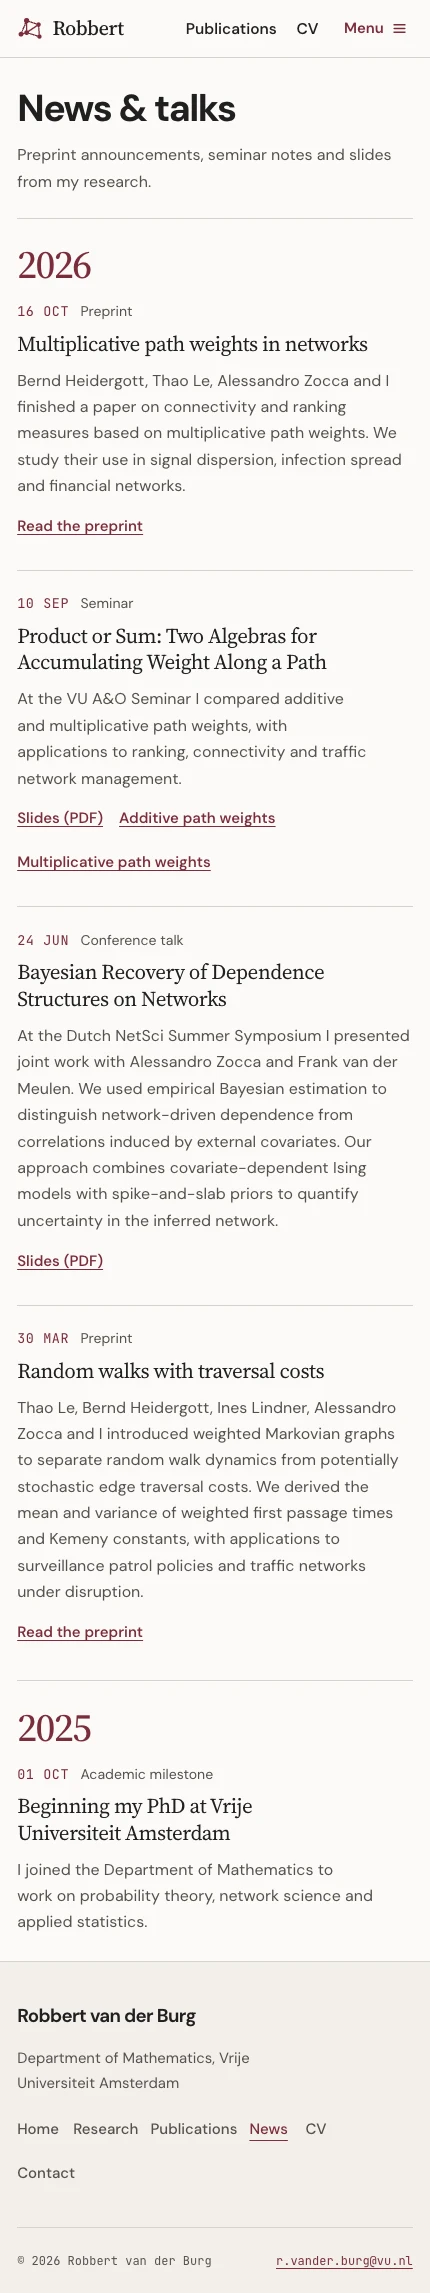 Robbert Publications CV Menu
News & talks
Preprint announcements, seminar notes and slides
from my research.
2026
16 OCT Preprint
Multiplicative path weights in networks
Bernd Heidergott, Thao Le, Alessandro Zocca and I
finished a paper on connectivity and ranking
measures based on multiplicative path weights. We
study their use in signal dispersion, infection spread
and financial networks.
Read the preprint
10 SEP Seminar
Product or Sum: Two Algebras for
Accumulating Weight Along a Path
At the VU A&O Seminar I compared additive
and multiplicative path weights, with
applications to ranking, connectivity and traffic
network management.
Slides (PDF) Additive path weights
Multiplicative path weights
24 JUN Conference talk
Bayesian Recovery of Dependence
Structures on Networks
At the Dutch NetSci Summer Symposium I presented
joint work with Alessandro Zocca and Frank van der
Meulen. We used empirical Bayesian estimation to
distinguish network-driven dependence from
correlations induced by external covariates. Our
approach combines covariate-dependent Ising
models with spike-and-slab priors to quantify
uncertainty in the inferred network.
Slides (PDF)
30 MAR Preprint
Random walks with traversal costs
Thao Le, Bernd Heidergott, Ines Lindner, Alessandro
Zocca and I introduced weighted Markovian graphs
to separate random walk dynamics from potentially
stochastic edge traversal costs. We derived the
mean and variance of weighted first passage times
and Kemeny constants, with applications to
surveillance patrol policies and traffic networks
under disruption.
Read the preprint
2025
01 OCT Academic milestone
Beginning my PhD at Vrije
Universiteit Amsterdam
I joined the Department of Mathematics to
work on probability theory, network science and
applied statistics.
Robbert van der Burg
Department of Mathematics, Vrije
Universiteit Amsterdam
Home Research Publications News CV
Contact
© 2026 Robbert van der Burg r.vander.burg@vu.nl